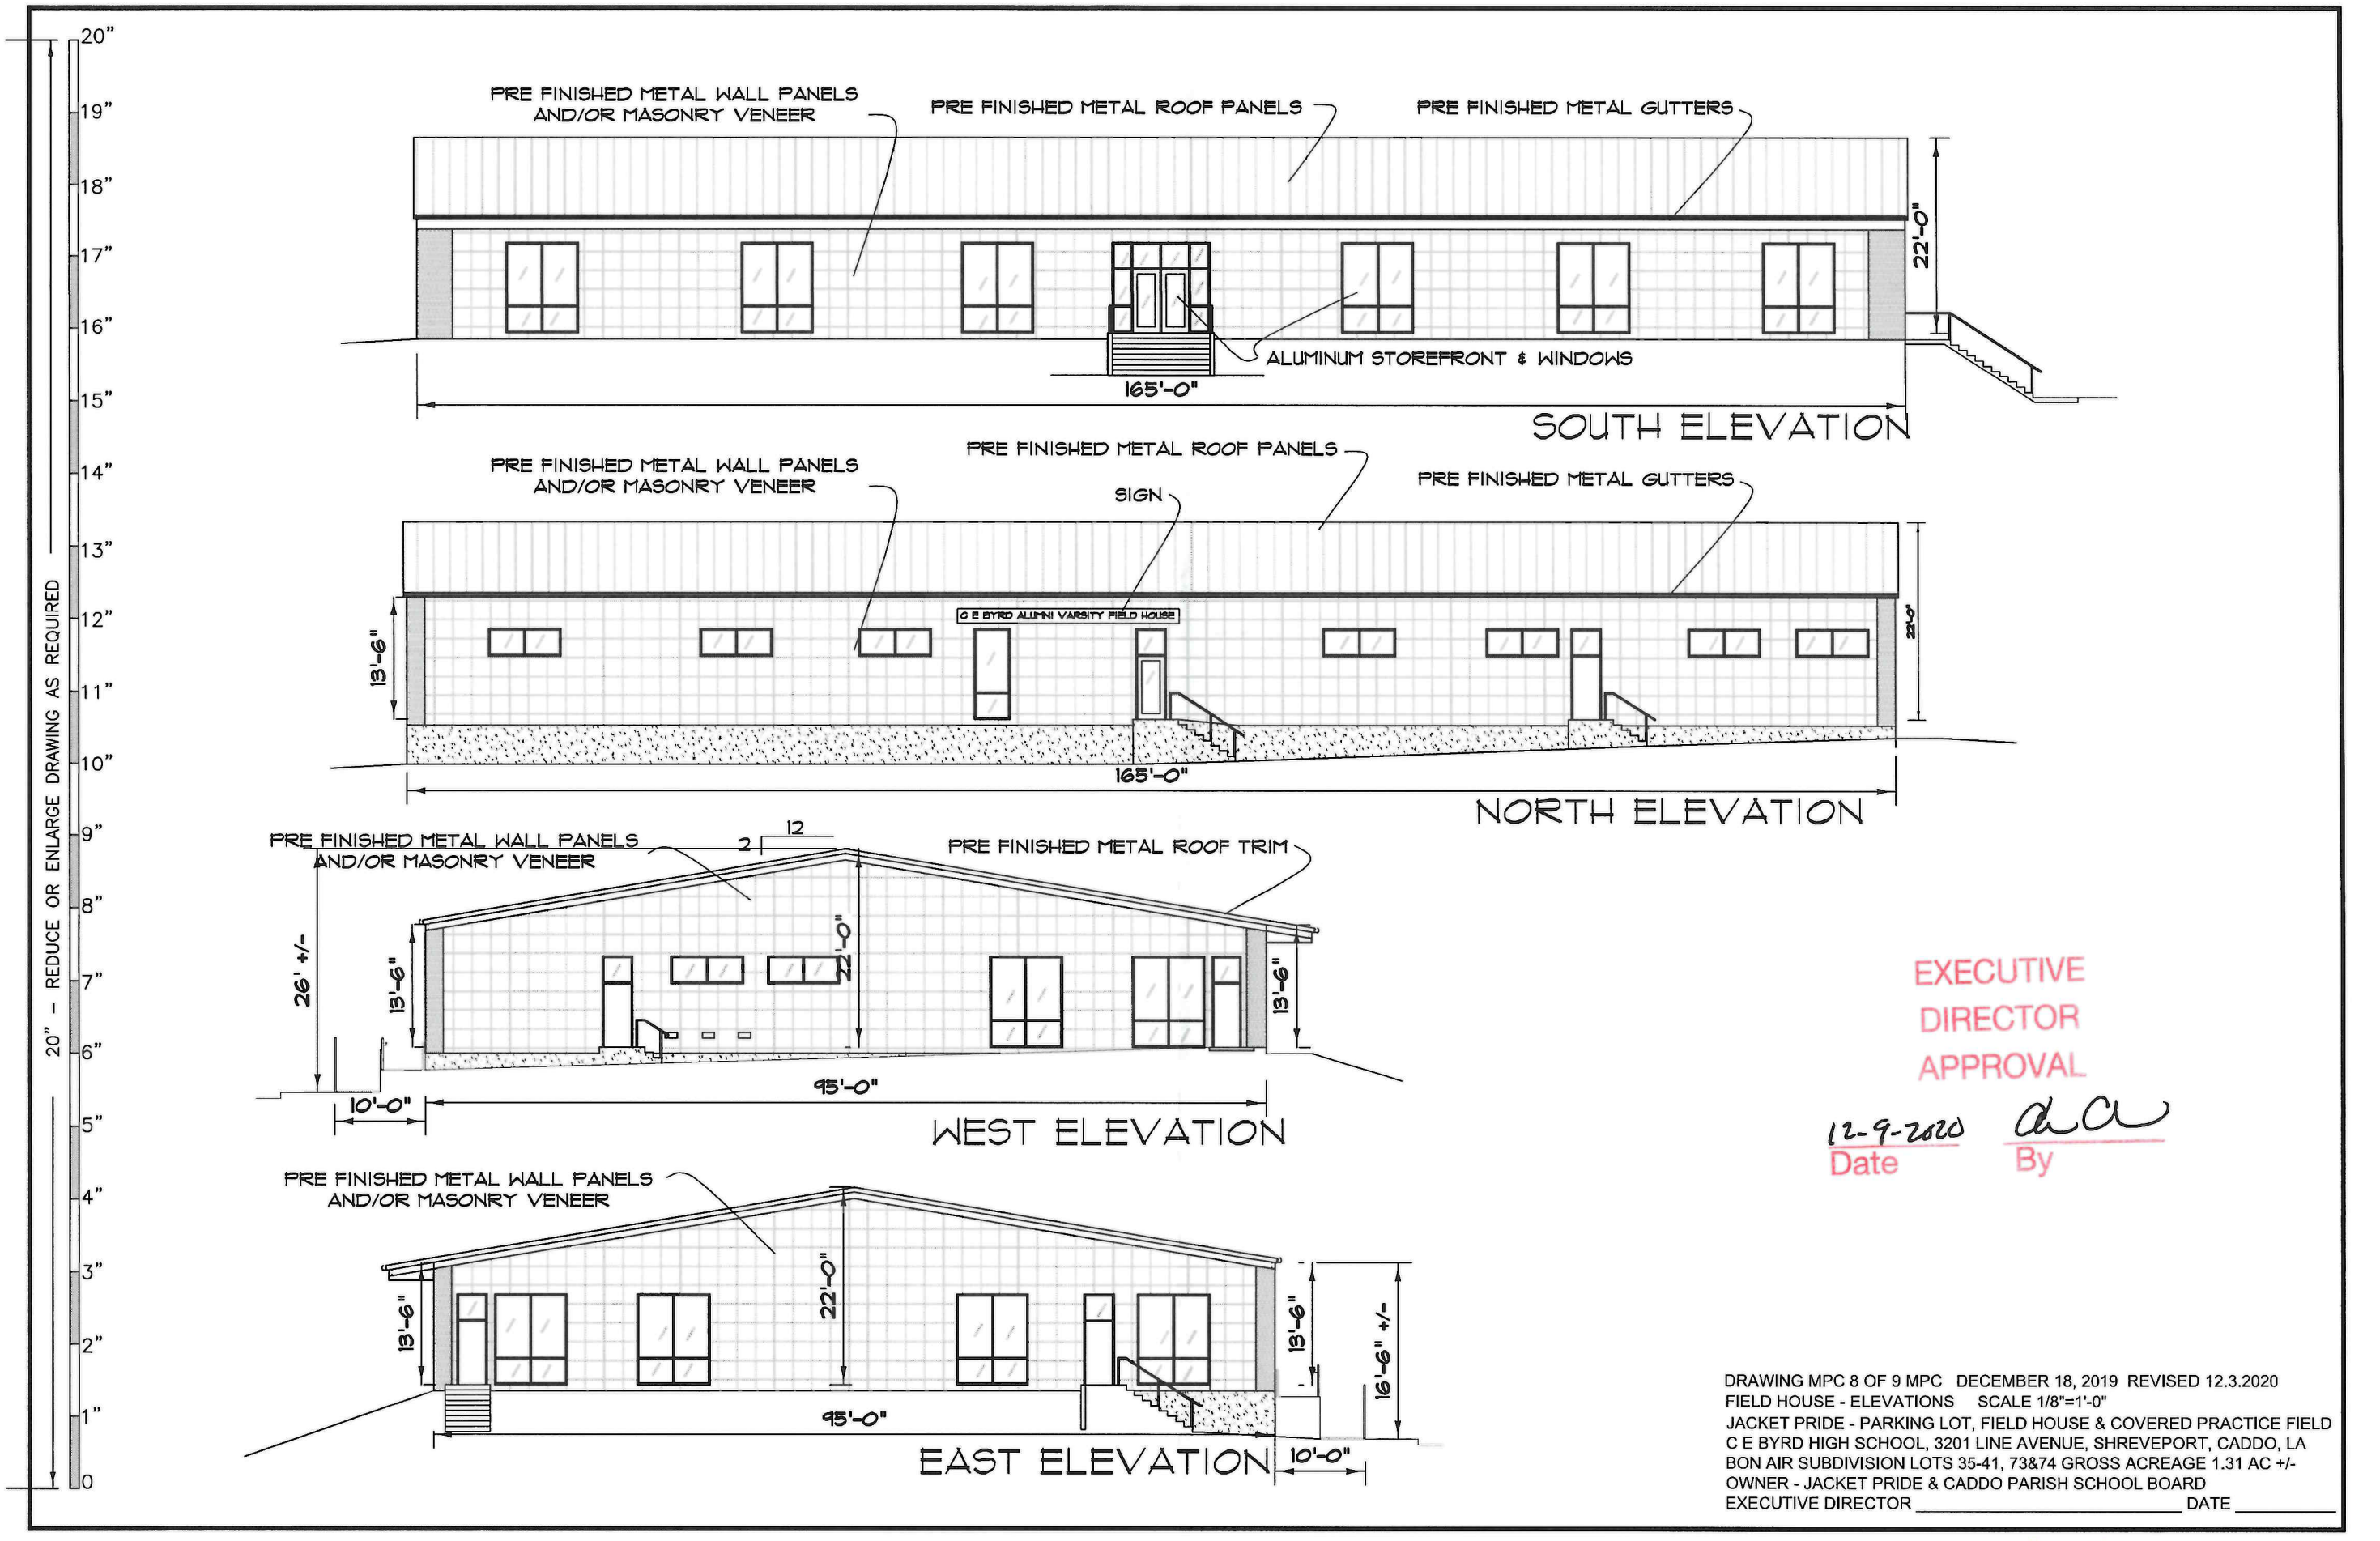 20"
19"
18"
17"
16"
15"
14"
13"
12"
11"
10"
9"
8"
7"
6"
5"
4"
3"
2"
1"
0
20" - REDUCE OR ENLARGE DRAWING AS REQUIRED
PRE FINISHED METAL WALL PANELS
AND/OR MASONRY VENEER
PRE FINISHED METAL ROOF PANELS
PRE FINISHED METAL GUTTERS
22'-0"
ALUMINUM STOREFRONT & WINDOWS
165'-0"
SOUTH ELEVATION
PRE FINISHED METAL WALL PANELS
AND/OR MASONRY VENEER
PRE FINISHED METAL ROOF PANELS
SIGN
PRE FINISHED METAL GUTTERS
C E BYRD ALUMNI VARSITY FIELD HOUSE
13'-6"
22'-0"
165'-0"
NORTH ELEVATION
PRE FINISHED METAL WALL PANELS
AND/OR MASONRY VENEER
12
2
PRE FINISHED METAL ROOF TRIM
26' +/-
13'-6"
22'-0"
13'-6"
95'-0"
10'-0"
WEST ELEVATION
PRE FINISHED METAL WALL PANELS
AND/OR MASONRY VENEER
13'-6"
22'-0"
13'-6"
16'-6" +/-
95'-0"
10'-0"
EAST ELEVATION
EXECUTIVE
DIRECTOR
APPROVAL
12-9-2020
Date
By
DRAWING MPC 8 OF 9 MPC DECEMBER 18, 2019 REVISED 12.3.2020
FIELD HOUSE - ELEVATIONS SCALE 1/8"=1'-0"
JACKET PRIDE - PARKING LOT, FIELD HOUSE & COVERED PRACTICE FIELD
C E BYRD HIGH SCHOOL, 3201 LINE AVENUE, SHREVEPORT, CADDO, LA
BON AIR SUBDIVISION LOTS 35-41, 73&74 GROSS ACREAGE 1.31 AC +/-
OWNER - JACKET PRIDE & CADDO PARISH SCHOOL BOARD
EXECUTIVE DIRECTOR DATE